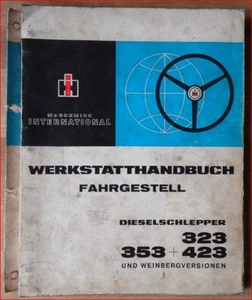 McCORMICK
INTERNATIONAL
WERKSTATTHANDBUCH
FAHRGESTELL
DIESELSCHLEPPER
323
353 + 423
UND WEINBERGVERSIONEN